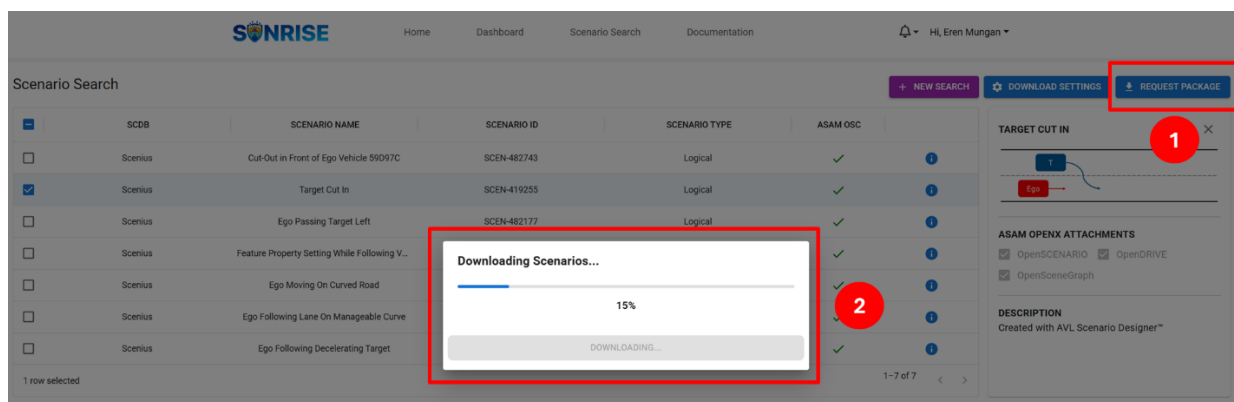 SUNRISE Home Dashboard Scenario Search Documentation Hi, Eren Mungan
Scenario Search + NEW SEARCH DOWNLOAD SETTINGS REQUEST PACKAGE
1
SCDB SCENARIO NAME SCENARIO ID SCENARIO TYPE ASAM OSC
Scenius Cut-Out in Front of Ego Vehicle 59D97C SCEN-482743 Logical
Scenius Target Cut In SCEN-419255 Logical
Scenius Ego Passing Target Left SCEN-482177 Logical
Scenius Feature Property Setting While Following V...
Scenius Ego Moving On Curved Road
Scenius Ego Following Lane On Manageable Curve
Scenius Ego Following Decelerating Target
1 row selected 1–7 of 7
Downloading Scenarios...
15%
DOWNLOADING...
2
TARGET CUT IN
T
Ego
ASAM OPENX ATTACHMENTS
OpenSCENARIO OpenDRIVE
OpenSceneGraph
DESCRIPTION
Created with AVL Scenario Designer™